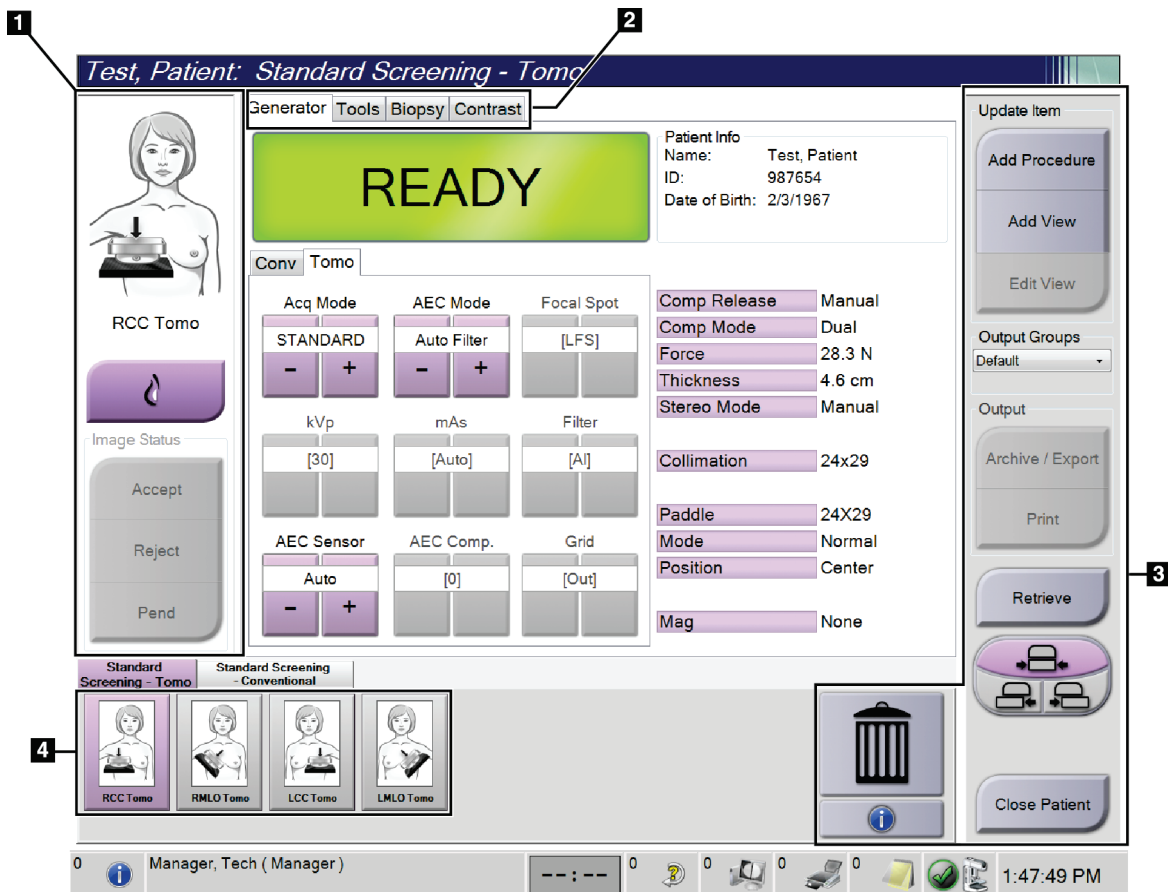 1
2
Test, Patient: Standard Screening - Tomo
Generator Tools Biopsy Contrast
READY
Patient Info
Name: Test, Patient
ID: 987654
Date of Birth: 2/3/1967
RCC Tomo
Image Status
Accept
Reject
Pend
Conv Tomo
Acq Mode AEC Mode Focal Spot
STANDARD Auto Filter [LFS]
- + - +
kVp mAs Filter
[30] [Auto] [Al]
AEC Sensor AEC Comp. Grid
Auto [0] [Out]
- +
Comp Release Manual
Comp Mode Dual
Force 28.3 N
Thickness 4.6 cm
Stereo Mode Manual
Collimation 24x29
Paddle 24X29
Mode Normal
Position Center
Mag None
Update Item
Add Procedure
Add View
Edit View
Output Groups
Default
Output
Archive / Export
Print
3
Retrieve
Close Patient
Standard
Screening - Tomo
Standard Screening
- Conventional
4
RCC Tomo RMLO Tomo LCC Tomo LMLO Tomo
i
0 i Manager, Tech ( Manager ) --:-- 0 ? 0 0 0 1:47:49 PM